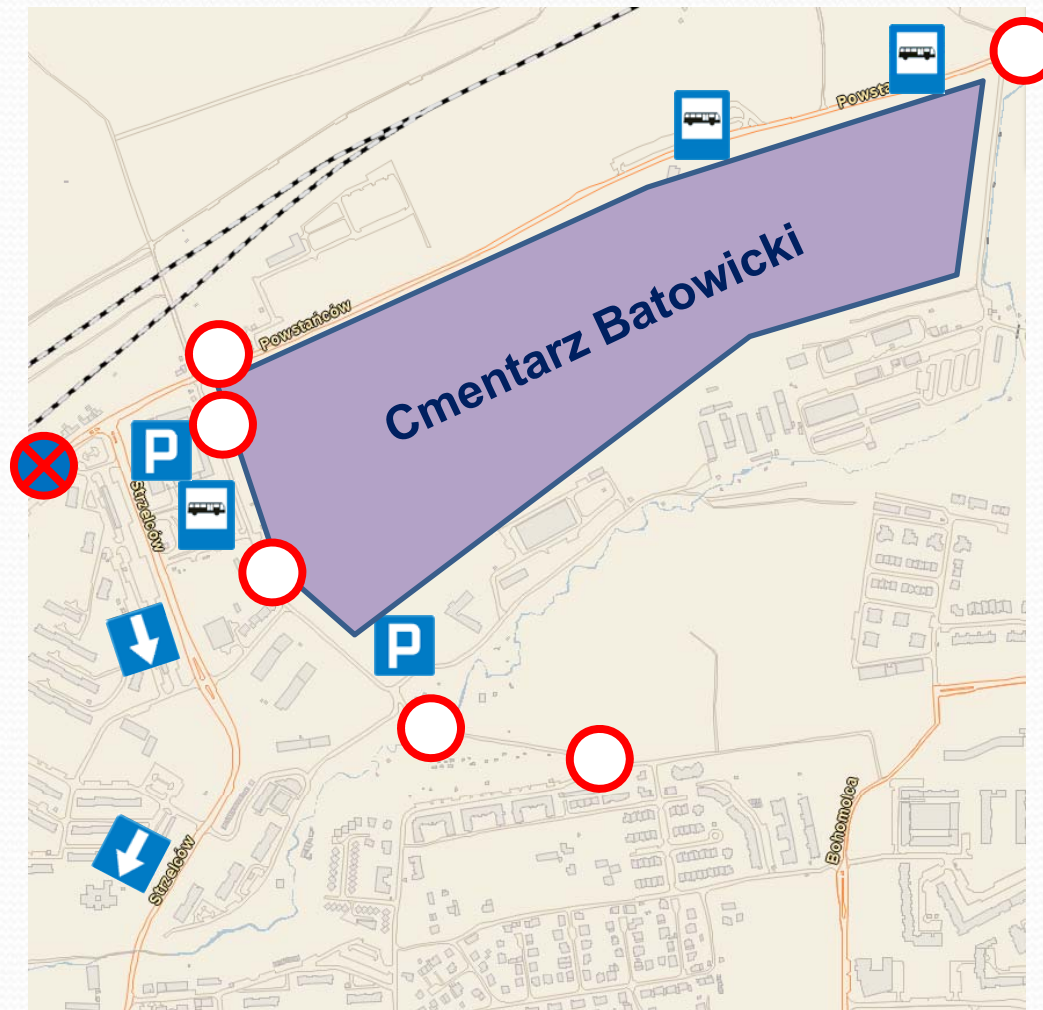 Powsta
Powstańców
Cmentarz Batowicki
P
Strzelców
P
Bohomolca
Strzelców